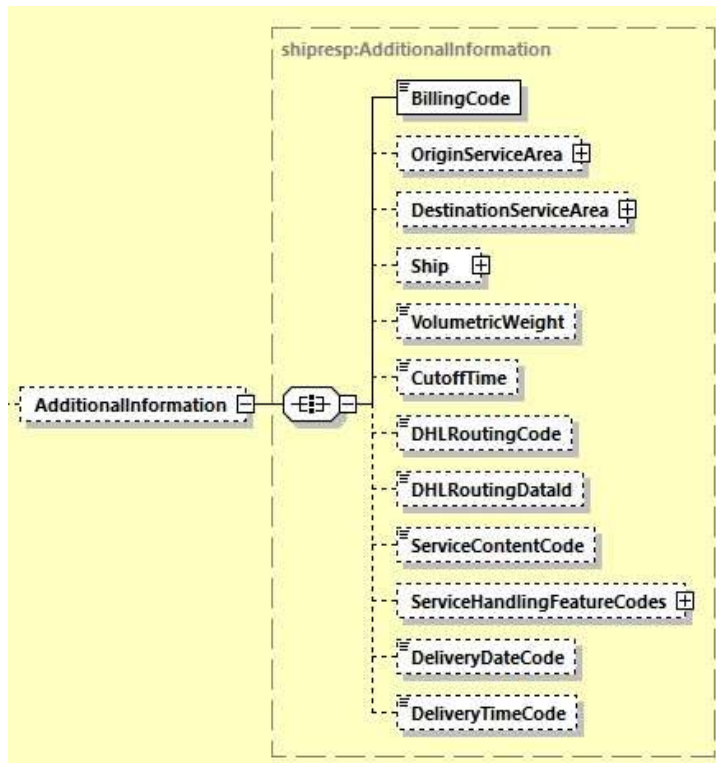 shipresp:AdditionalInformation
BillingCode
OriginServiceArea
DestinationServiceArea
Ship
VolumetricWeight
CutoffTime
AdditionalInformation
DHLRoutingCode
DHLRoutingDataId
ServiceContentCode
ServiceHandlingFeatureCodes
DeliveryDateCode
DeliveryTimeCode